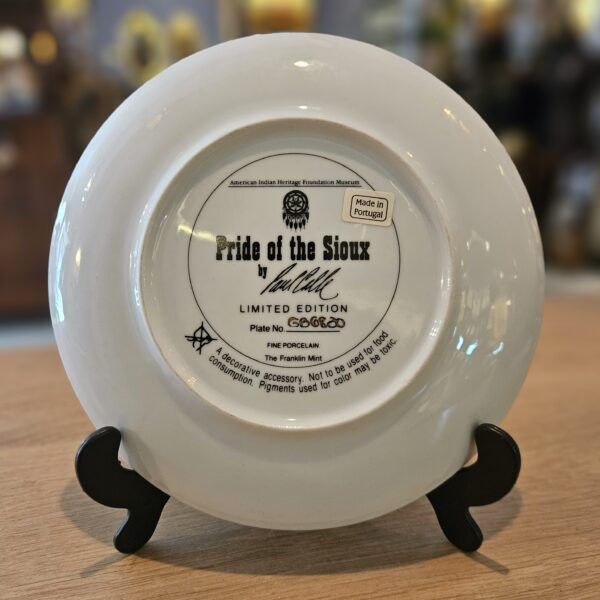 American Indian Heritage Foundation Museum
Made in
Portugal
Pride of the Sioux
by Paul Calle
LIMITED EDITION
Plate No.
FINE PORCELAIN
The Franklin Mint
A decorative accessory. Not to be used for food
consumption. Pigments used for color may be toxic.